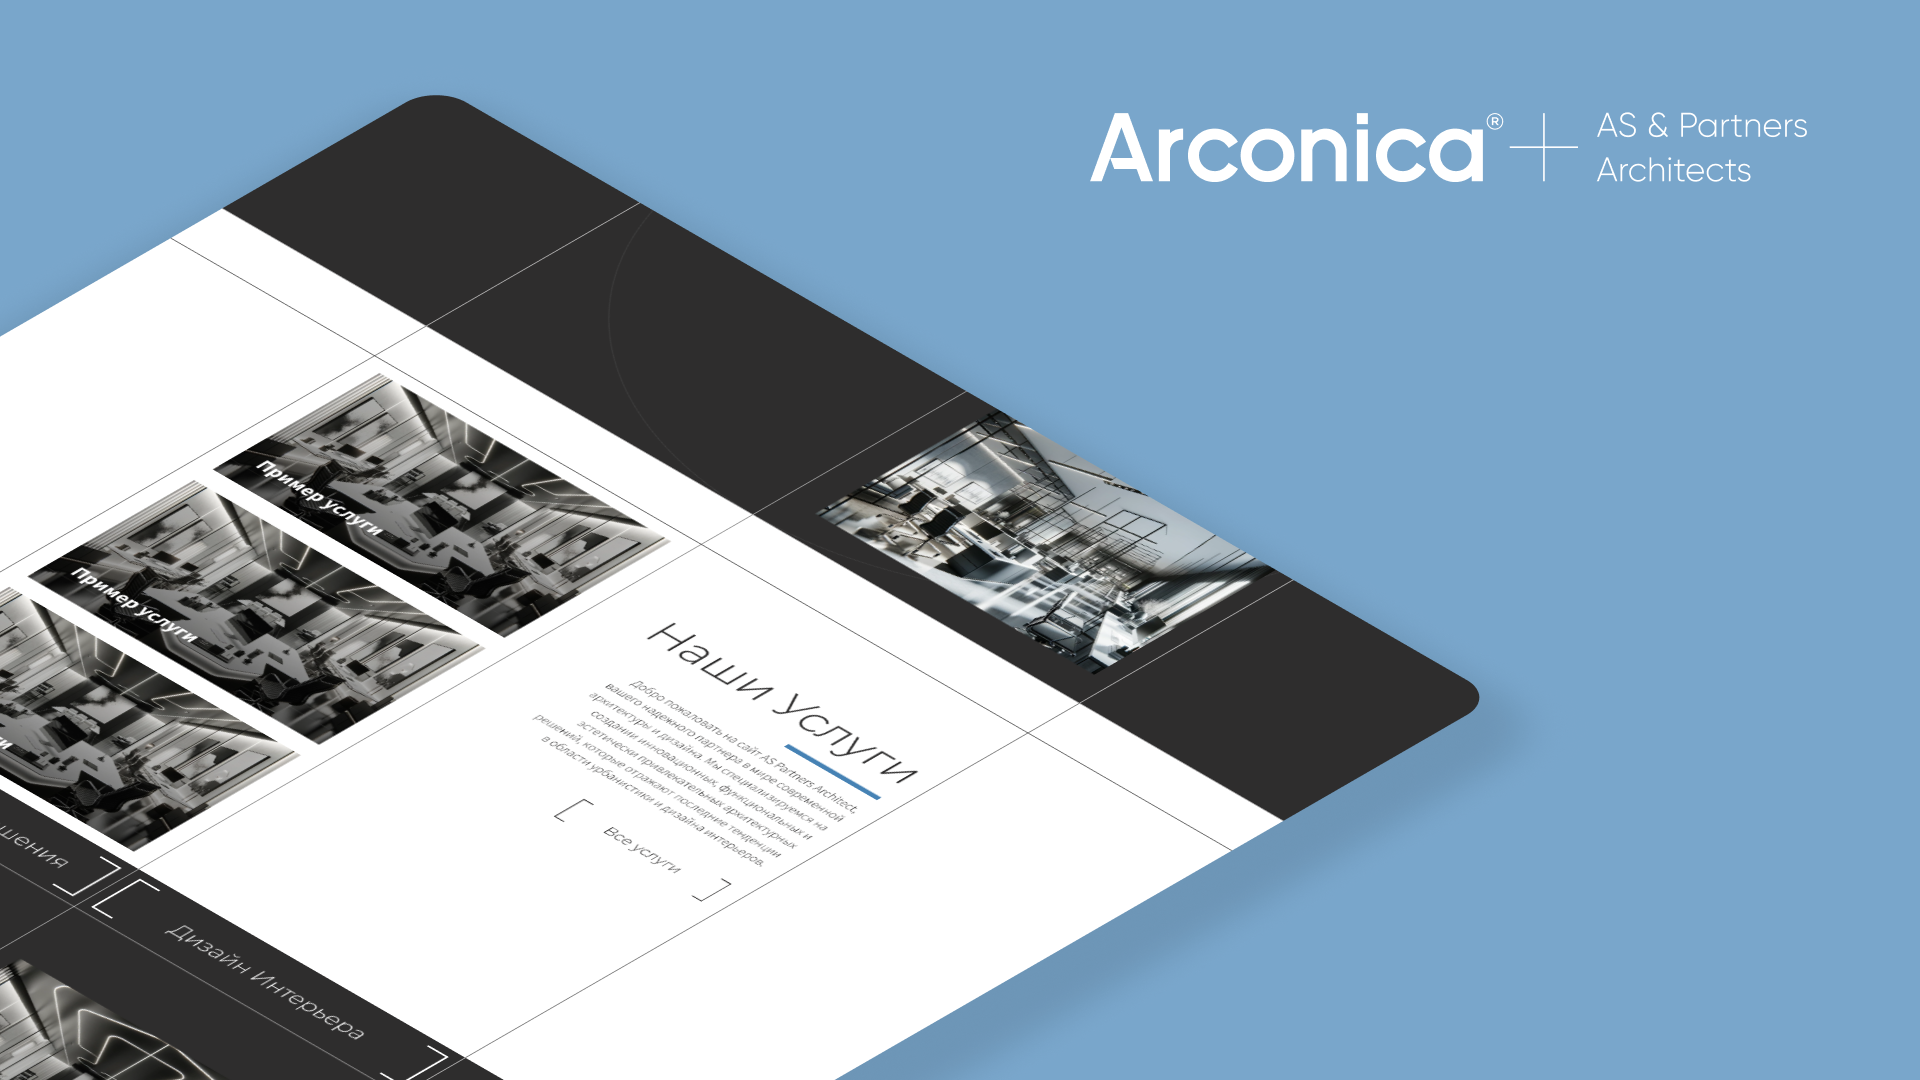 Arconica®
AS & Partners
Architects
Пример услуги
Пример услуги
Наши Услуги
Добро пожаловать на сайт AS Partners Architect,
вашего надежного партнера в мире современной
архитектуры и дизайна. Мы специализируемся на
создании инновационных, функциональных и
эстетически привлекательных архитектурных
решений, которые отражают последние тенденции
в области урбанистики и дизайна интерьеров.
Все услуги
Дизайн Интерьера